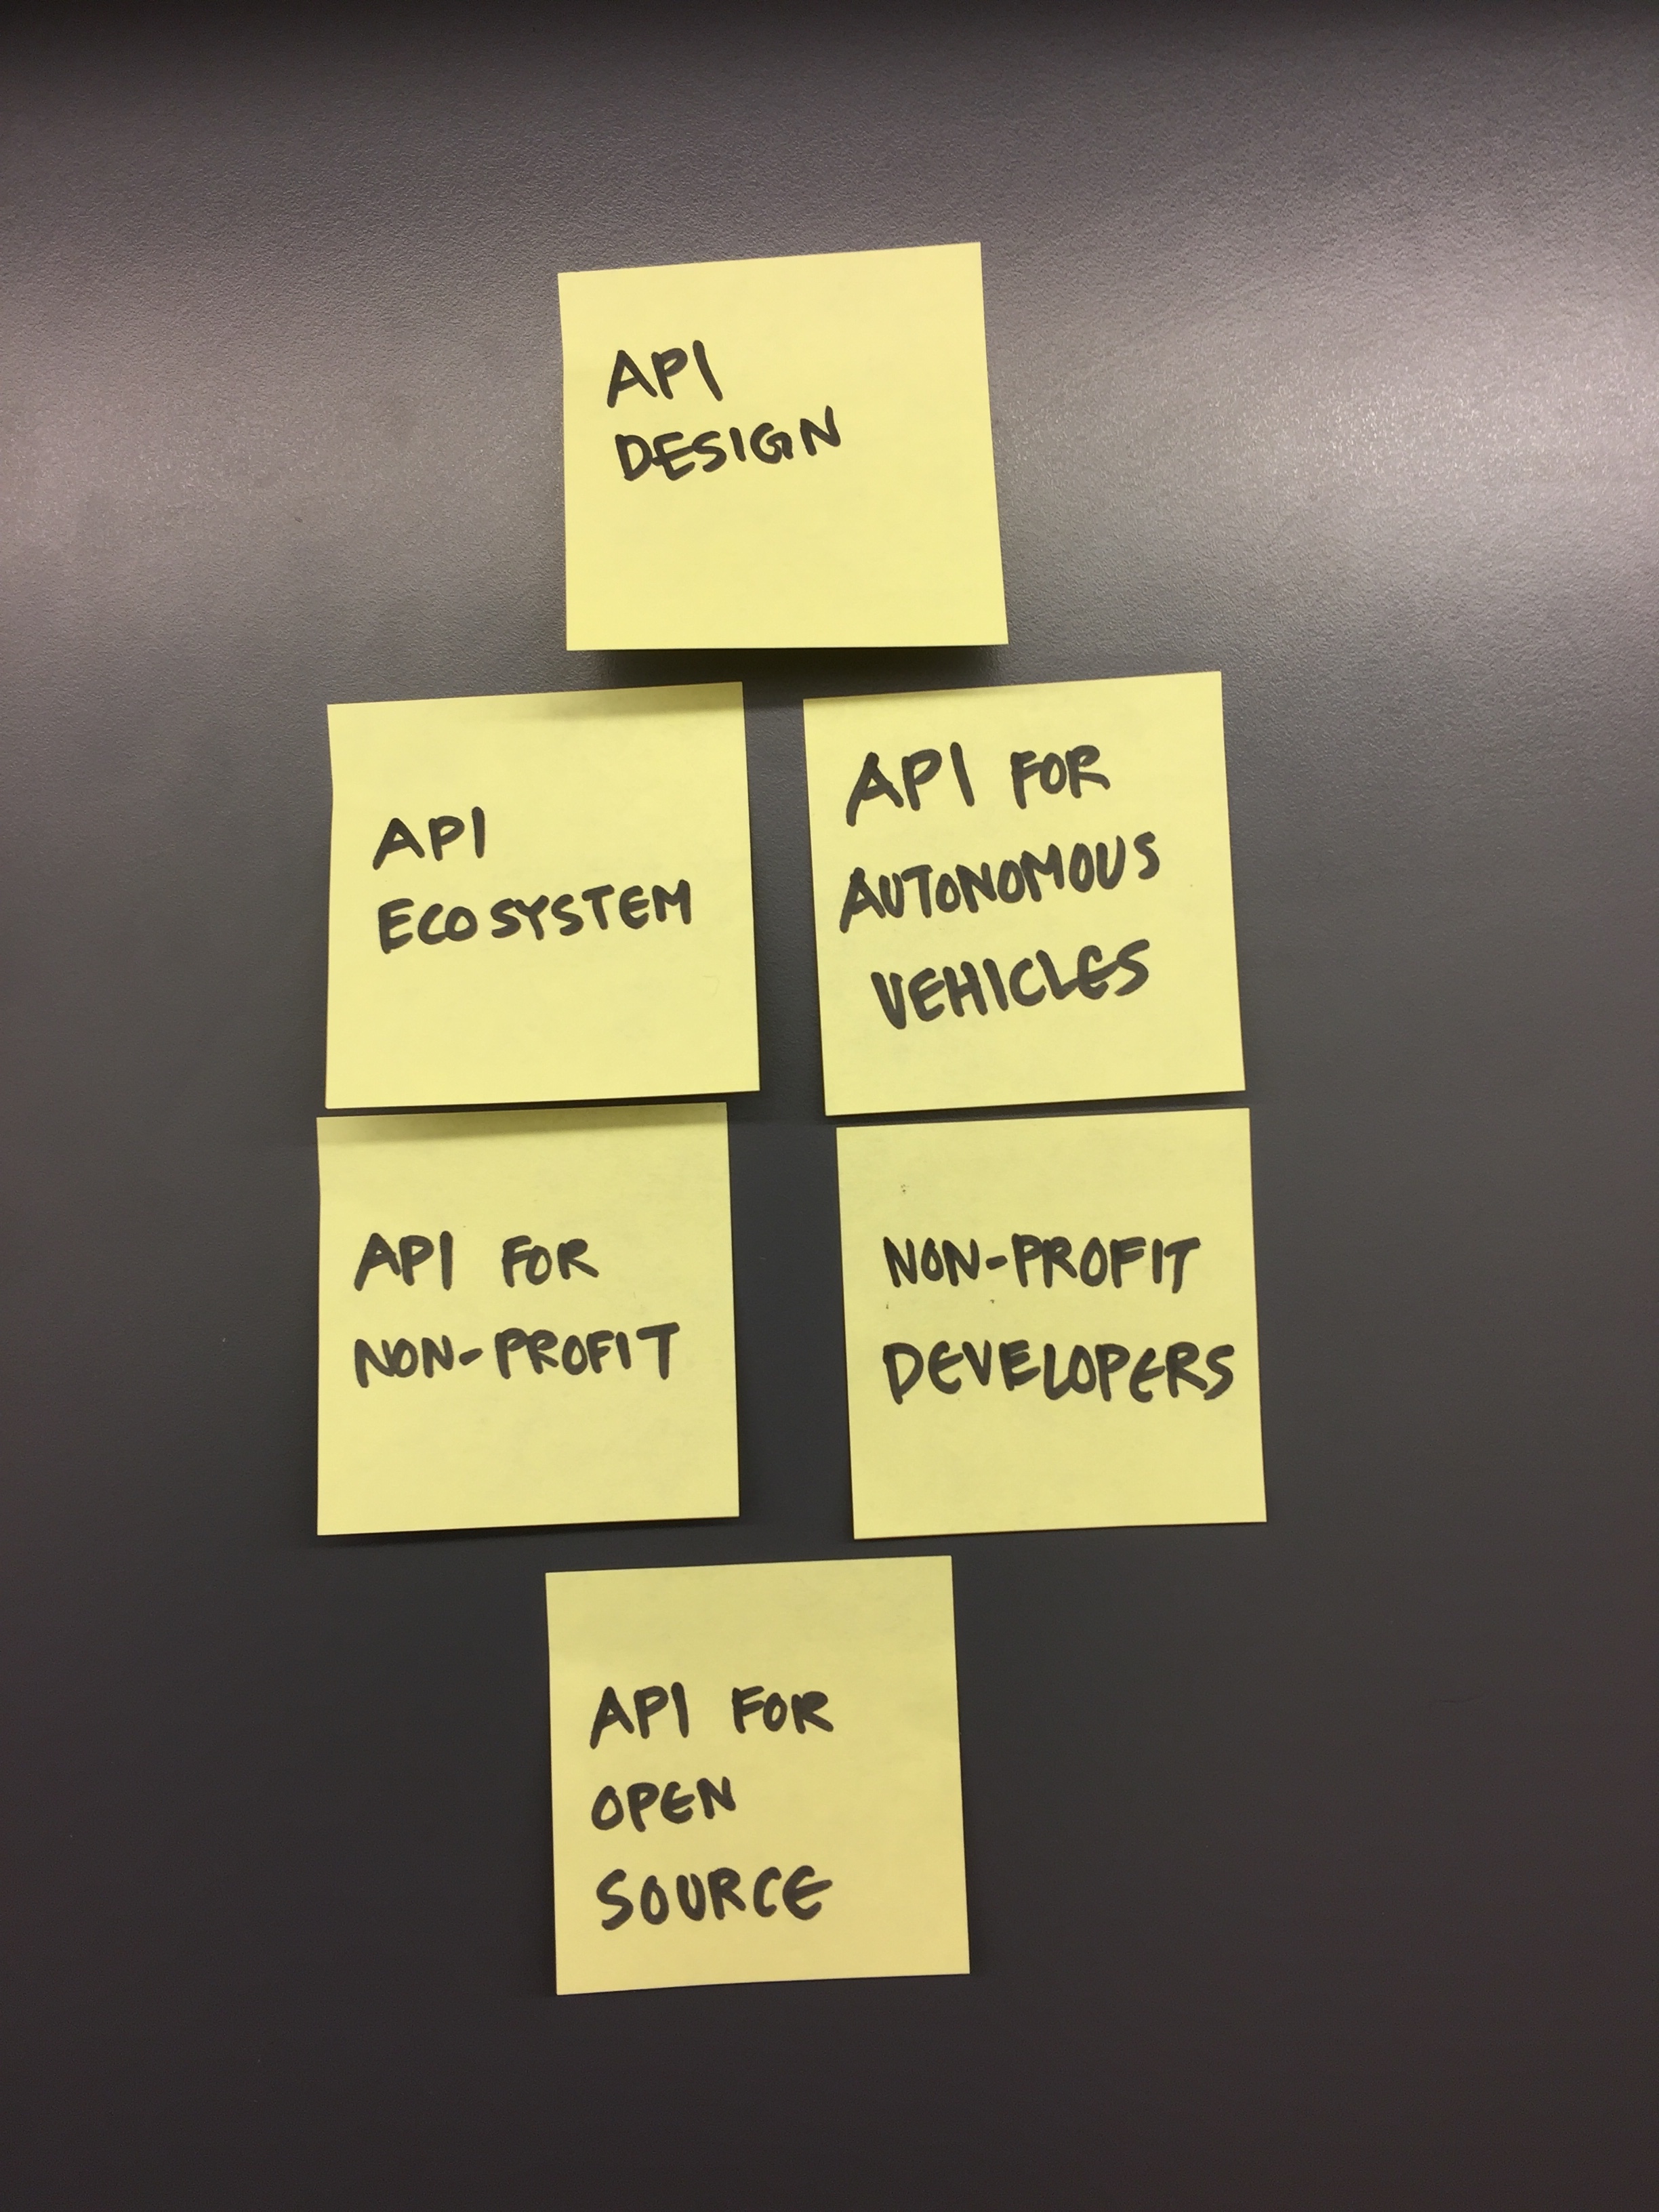 API
DESIGN
API
ECOSYSTEM
API FOR
AUTONOMOUS
VEHICLES
API FOR
NON-PROFIT
NON-PROFIT
DEVELOPERS
API FOR
OPEN
SOURCE